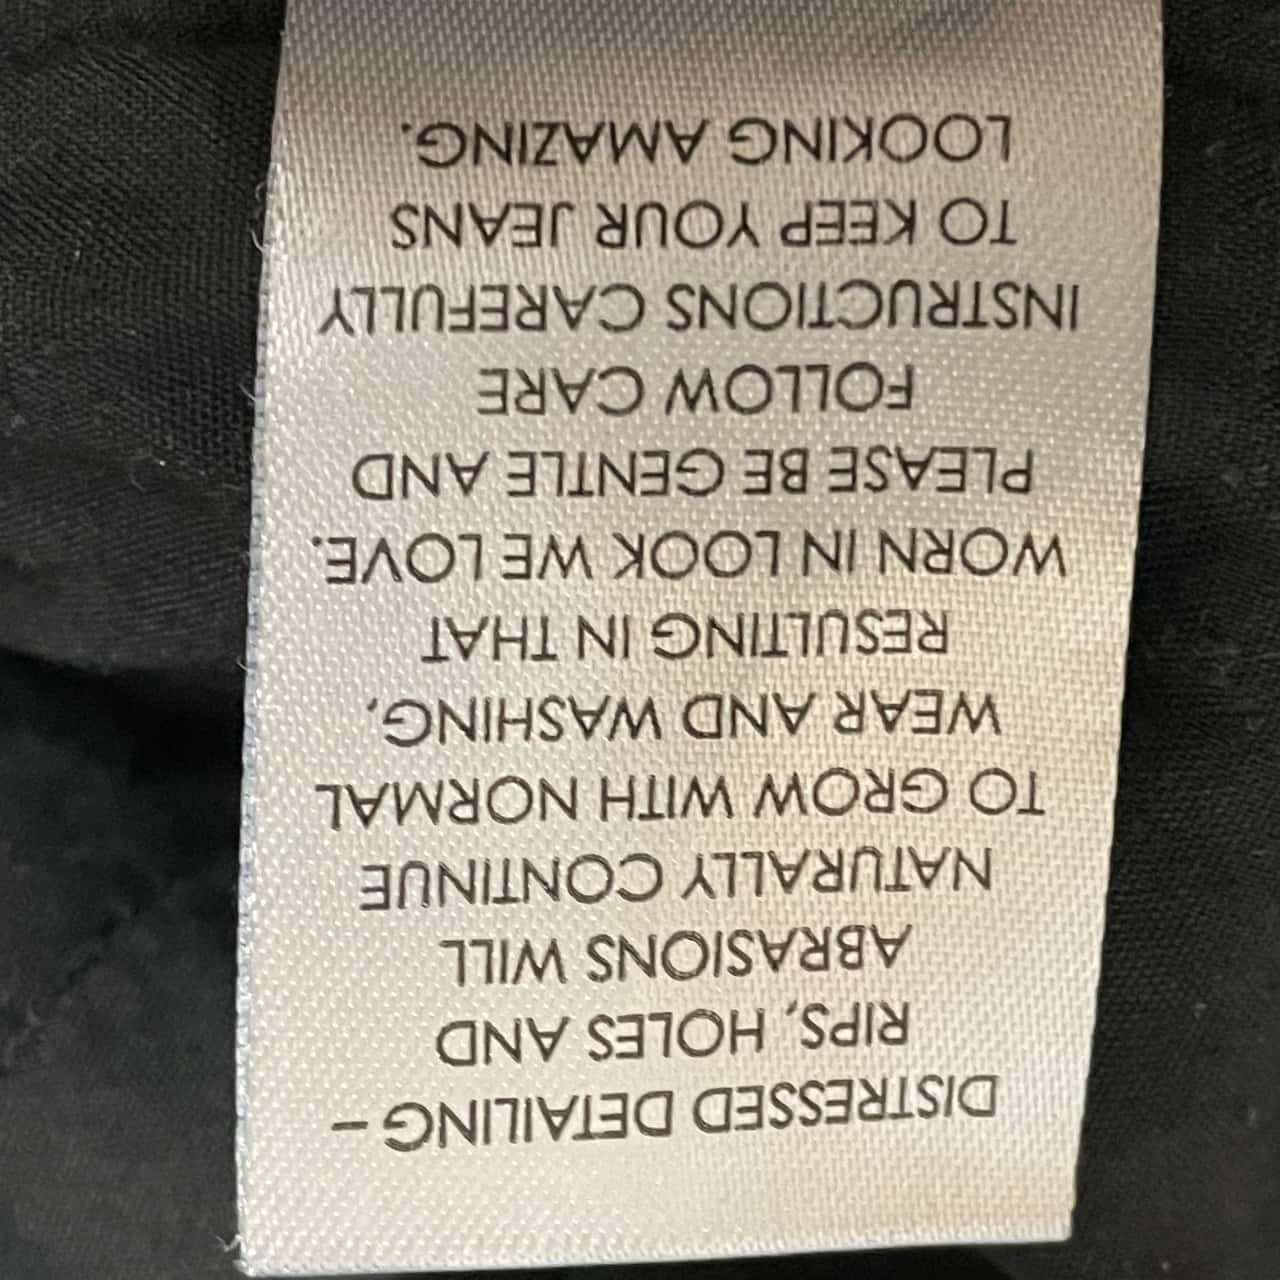 DISTRESSED DETAILING –
RIPS, HOLES AND
ABRASIONS WILL
NATURALLY CONTINUE
TO GROW WITH NORMAL
WEAR AND WASHING,
RESULTING IN THAT
WORN IN LOOK WE LOVE.
PLEASE BE GENTLE AND
FOLLOW CARE
INSTRUCTIONS CAREFULLY
TO KEEP YOUR JEANS
LOOKING AMAZING.